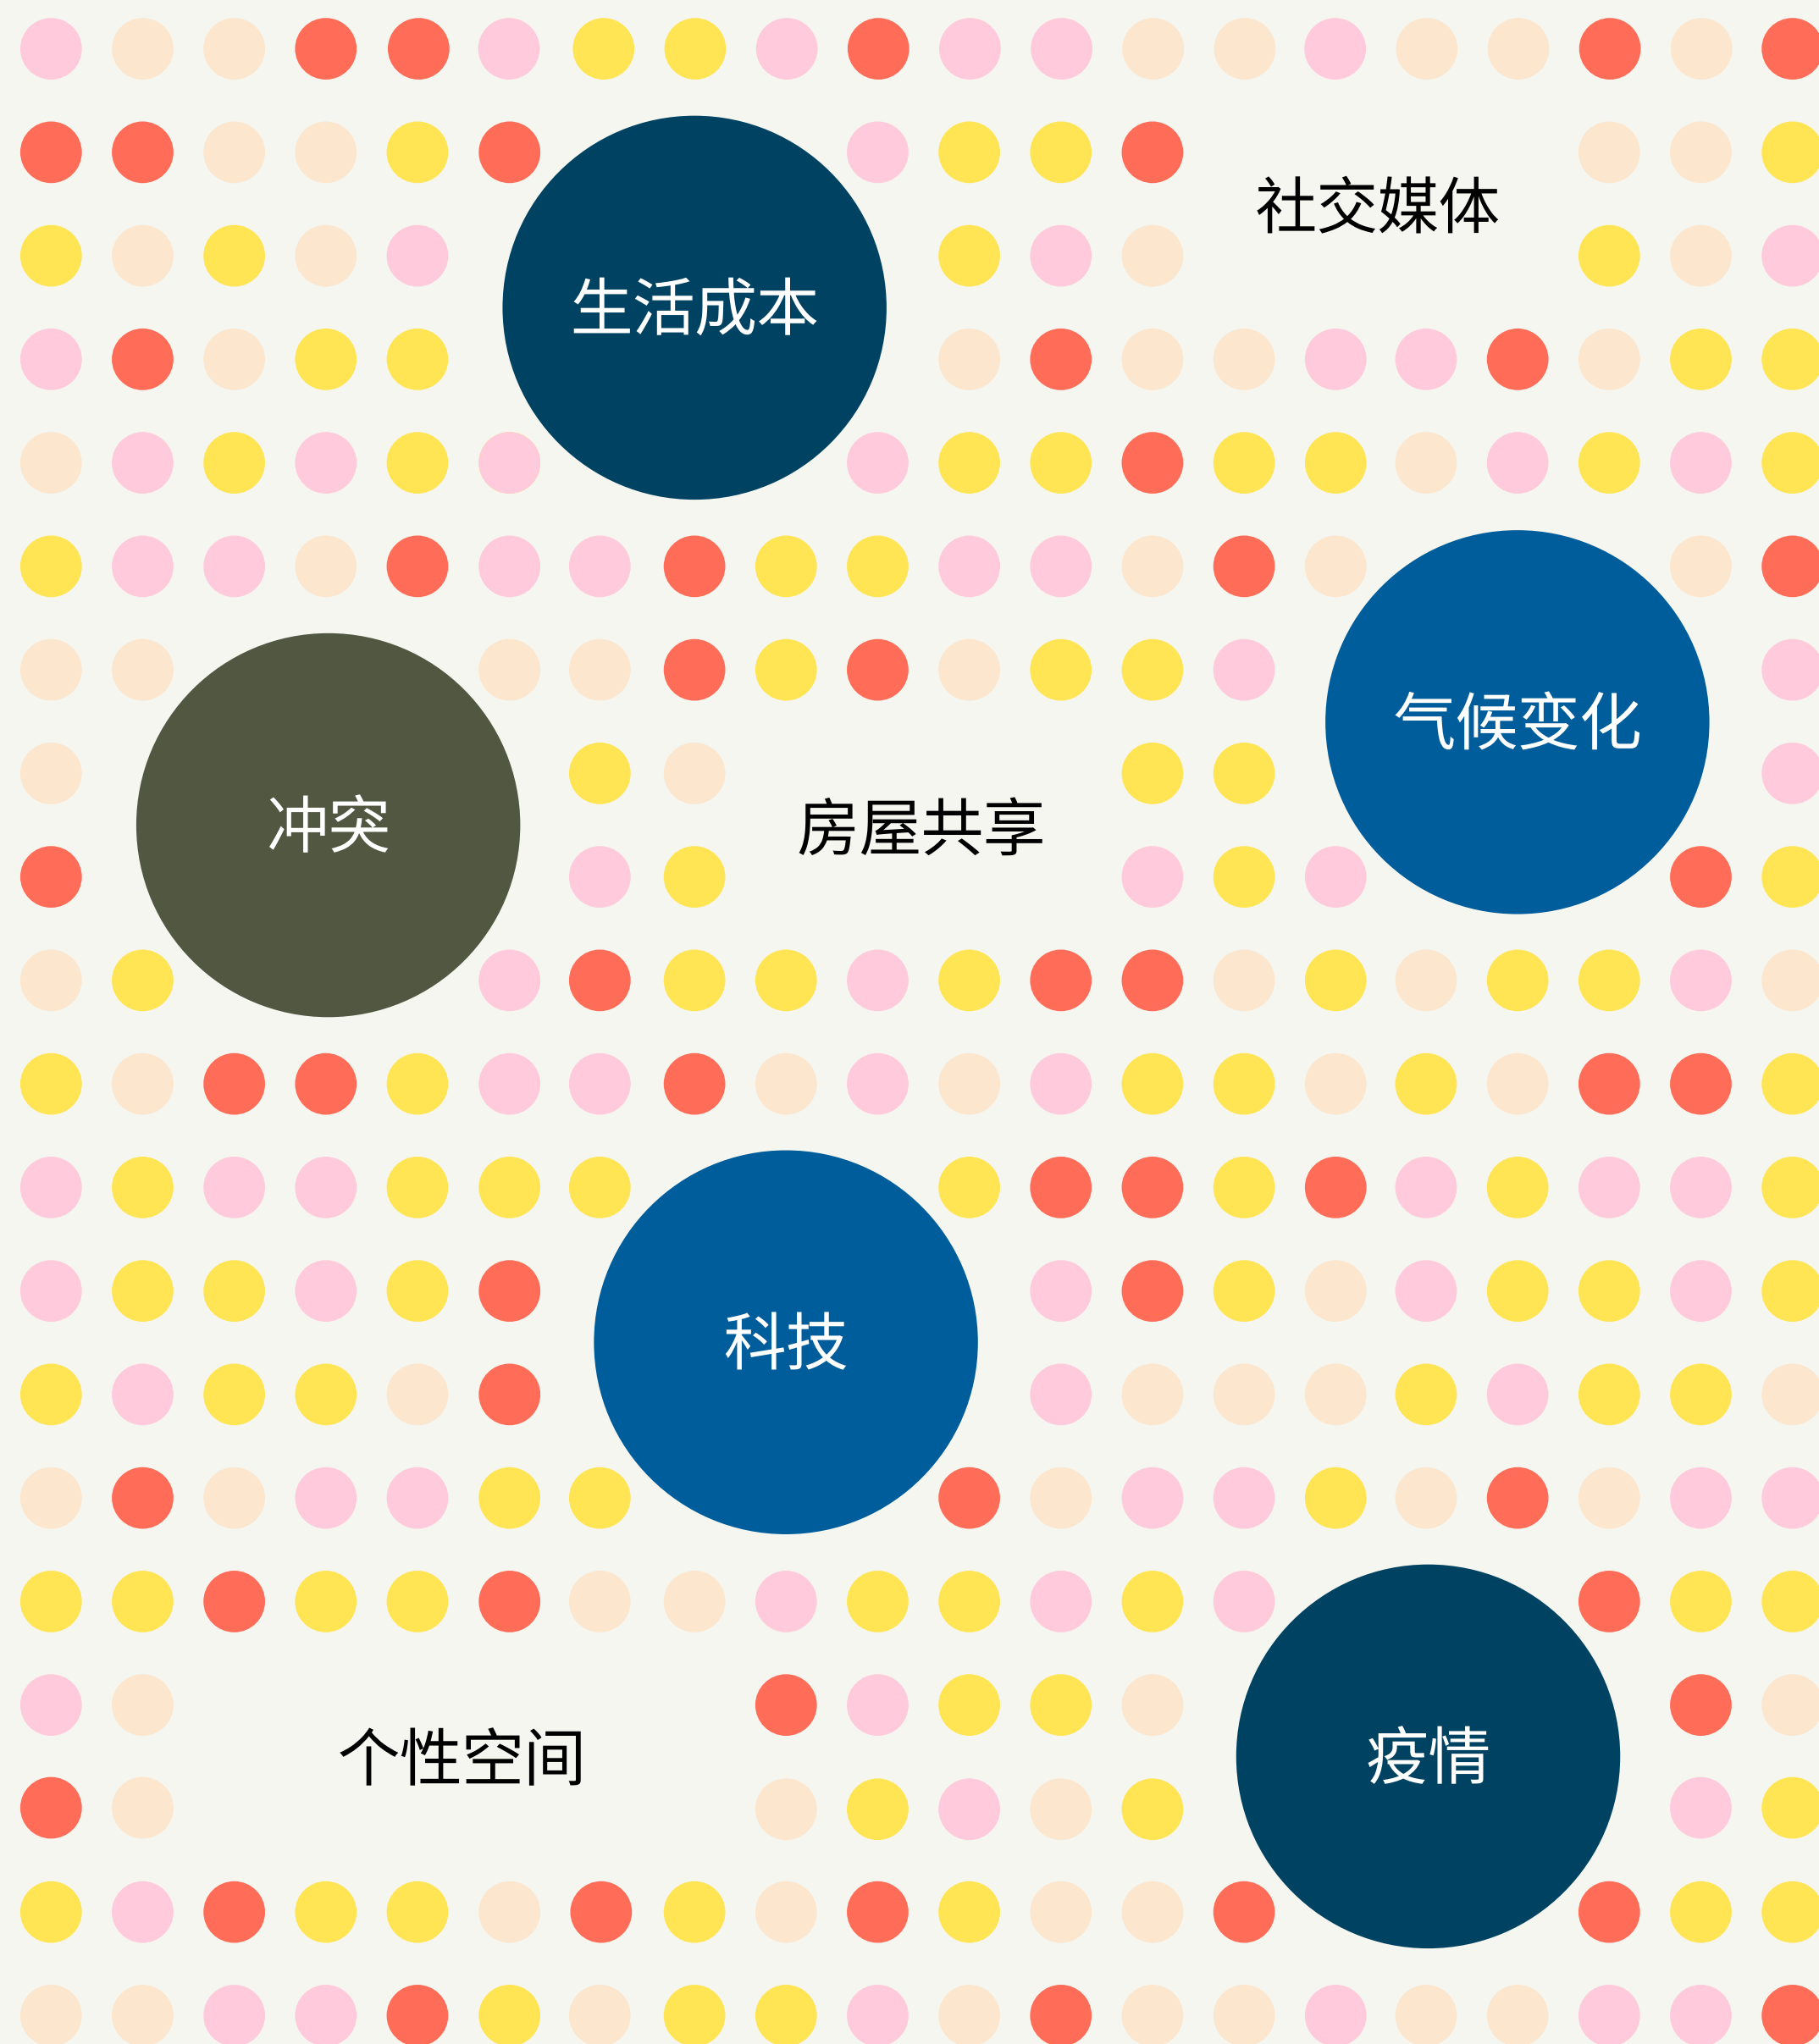 社交媒体
生活成本
气候变化
冲突
房屋共享
科技
个性空间
疫情